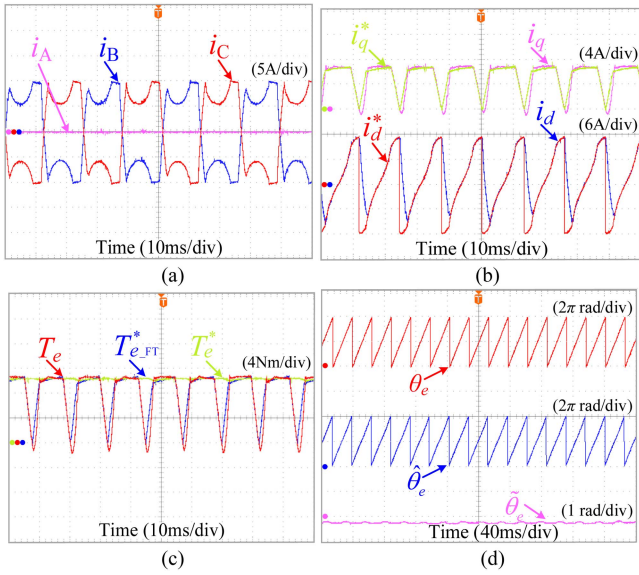 T
i_A
i_B
i_C
(5A/div)
Time (10ms/div)
(a)
T
i_q^*
i_q
(4A/div)
(6A/div)
i_d^*
i_d
Time (10ms/div)
(b)
T
T_e
T_{e_FT}^*
T_e^*
(4Nm/div)
Time (10ms/div)
(c)
T
(2π rad/div)
θ_e
(2π rad/div)
θ̂_e
θ̃_e
(1 rad/div)
Time (40ms/div)
(d)